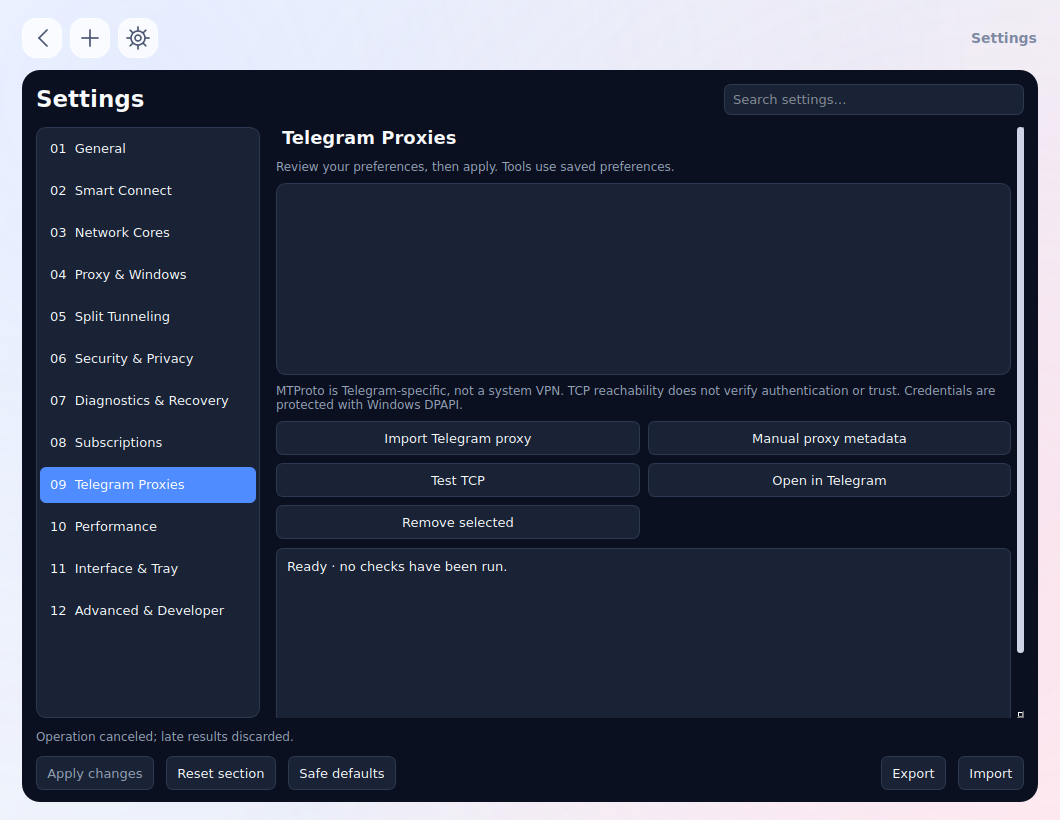 Settings
Settings
Search settings...
01 General
02 Smart Connect
03 Network Cores
04 Proxy & Windows
05 Split Tunneling
06 Security & Privacy
07 Diagnostics & Recovery
08 Subscriptions
09 Telegram Proxies
10 Performance
11 Interface & Tray
12 Advanced & Developer
Telegram Proxies
Review your preferences, then apply. Tools use saved preferences.
MTProto is Telegram-specific, not a system VPN. TCP reachability does not verify authentication or trust. Credentials are
protected with Windows DPAPI.
Import Telegram proxy
Manual proxy metadata
Test TCP
Open in Telegram
Remove selected
Ready · no checks have been run.
Operation canceled; late results discarded.
Apply changes
Reset section
Safe defaults
Export
Import